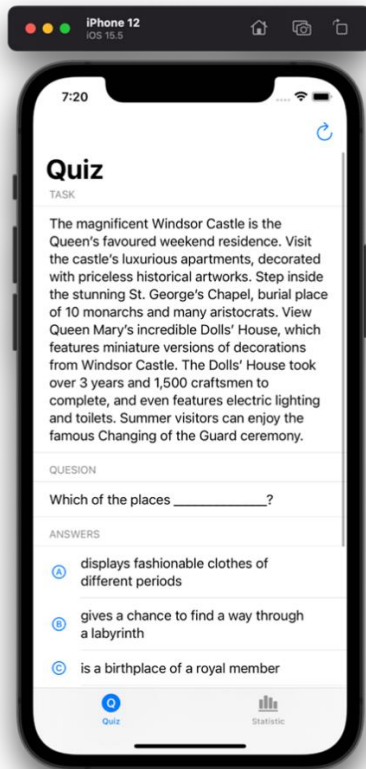 iPhone 12
iOS 15.5
7:20
Quiz
TASK
The magnificent Windsor Castle is the
Queen's favoured weekend residence. Visit
the castle's luxurious apartments, decorated
with priceless historical artworks. Step inside
the stunning St. George's Chapel, burial place
of 10 monarchs and many aristocrats. View
Queen Mary's incredible Dolls' House, which
features miniature versions of decorations
from Windsor Castle. The Dolls' House took
over 3 years and 1,500 craftsmen to
complete, and even features electric lighting
and toilets. Summer visitors can enjoy the
famous Changing of the Guard ceremony.
QUESION
Which of the places ______________?
ANSWERS
A displays fashionable clothes of
different periods
B gives a chance to find a way through
a labyrinth
C is a birthplace of a royal member
Q
Quiz Statistic